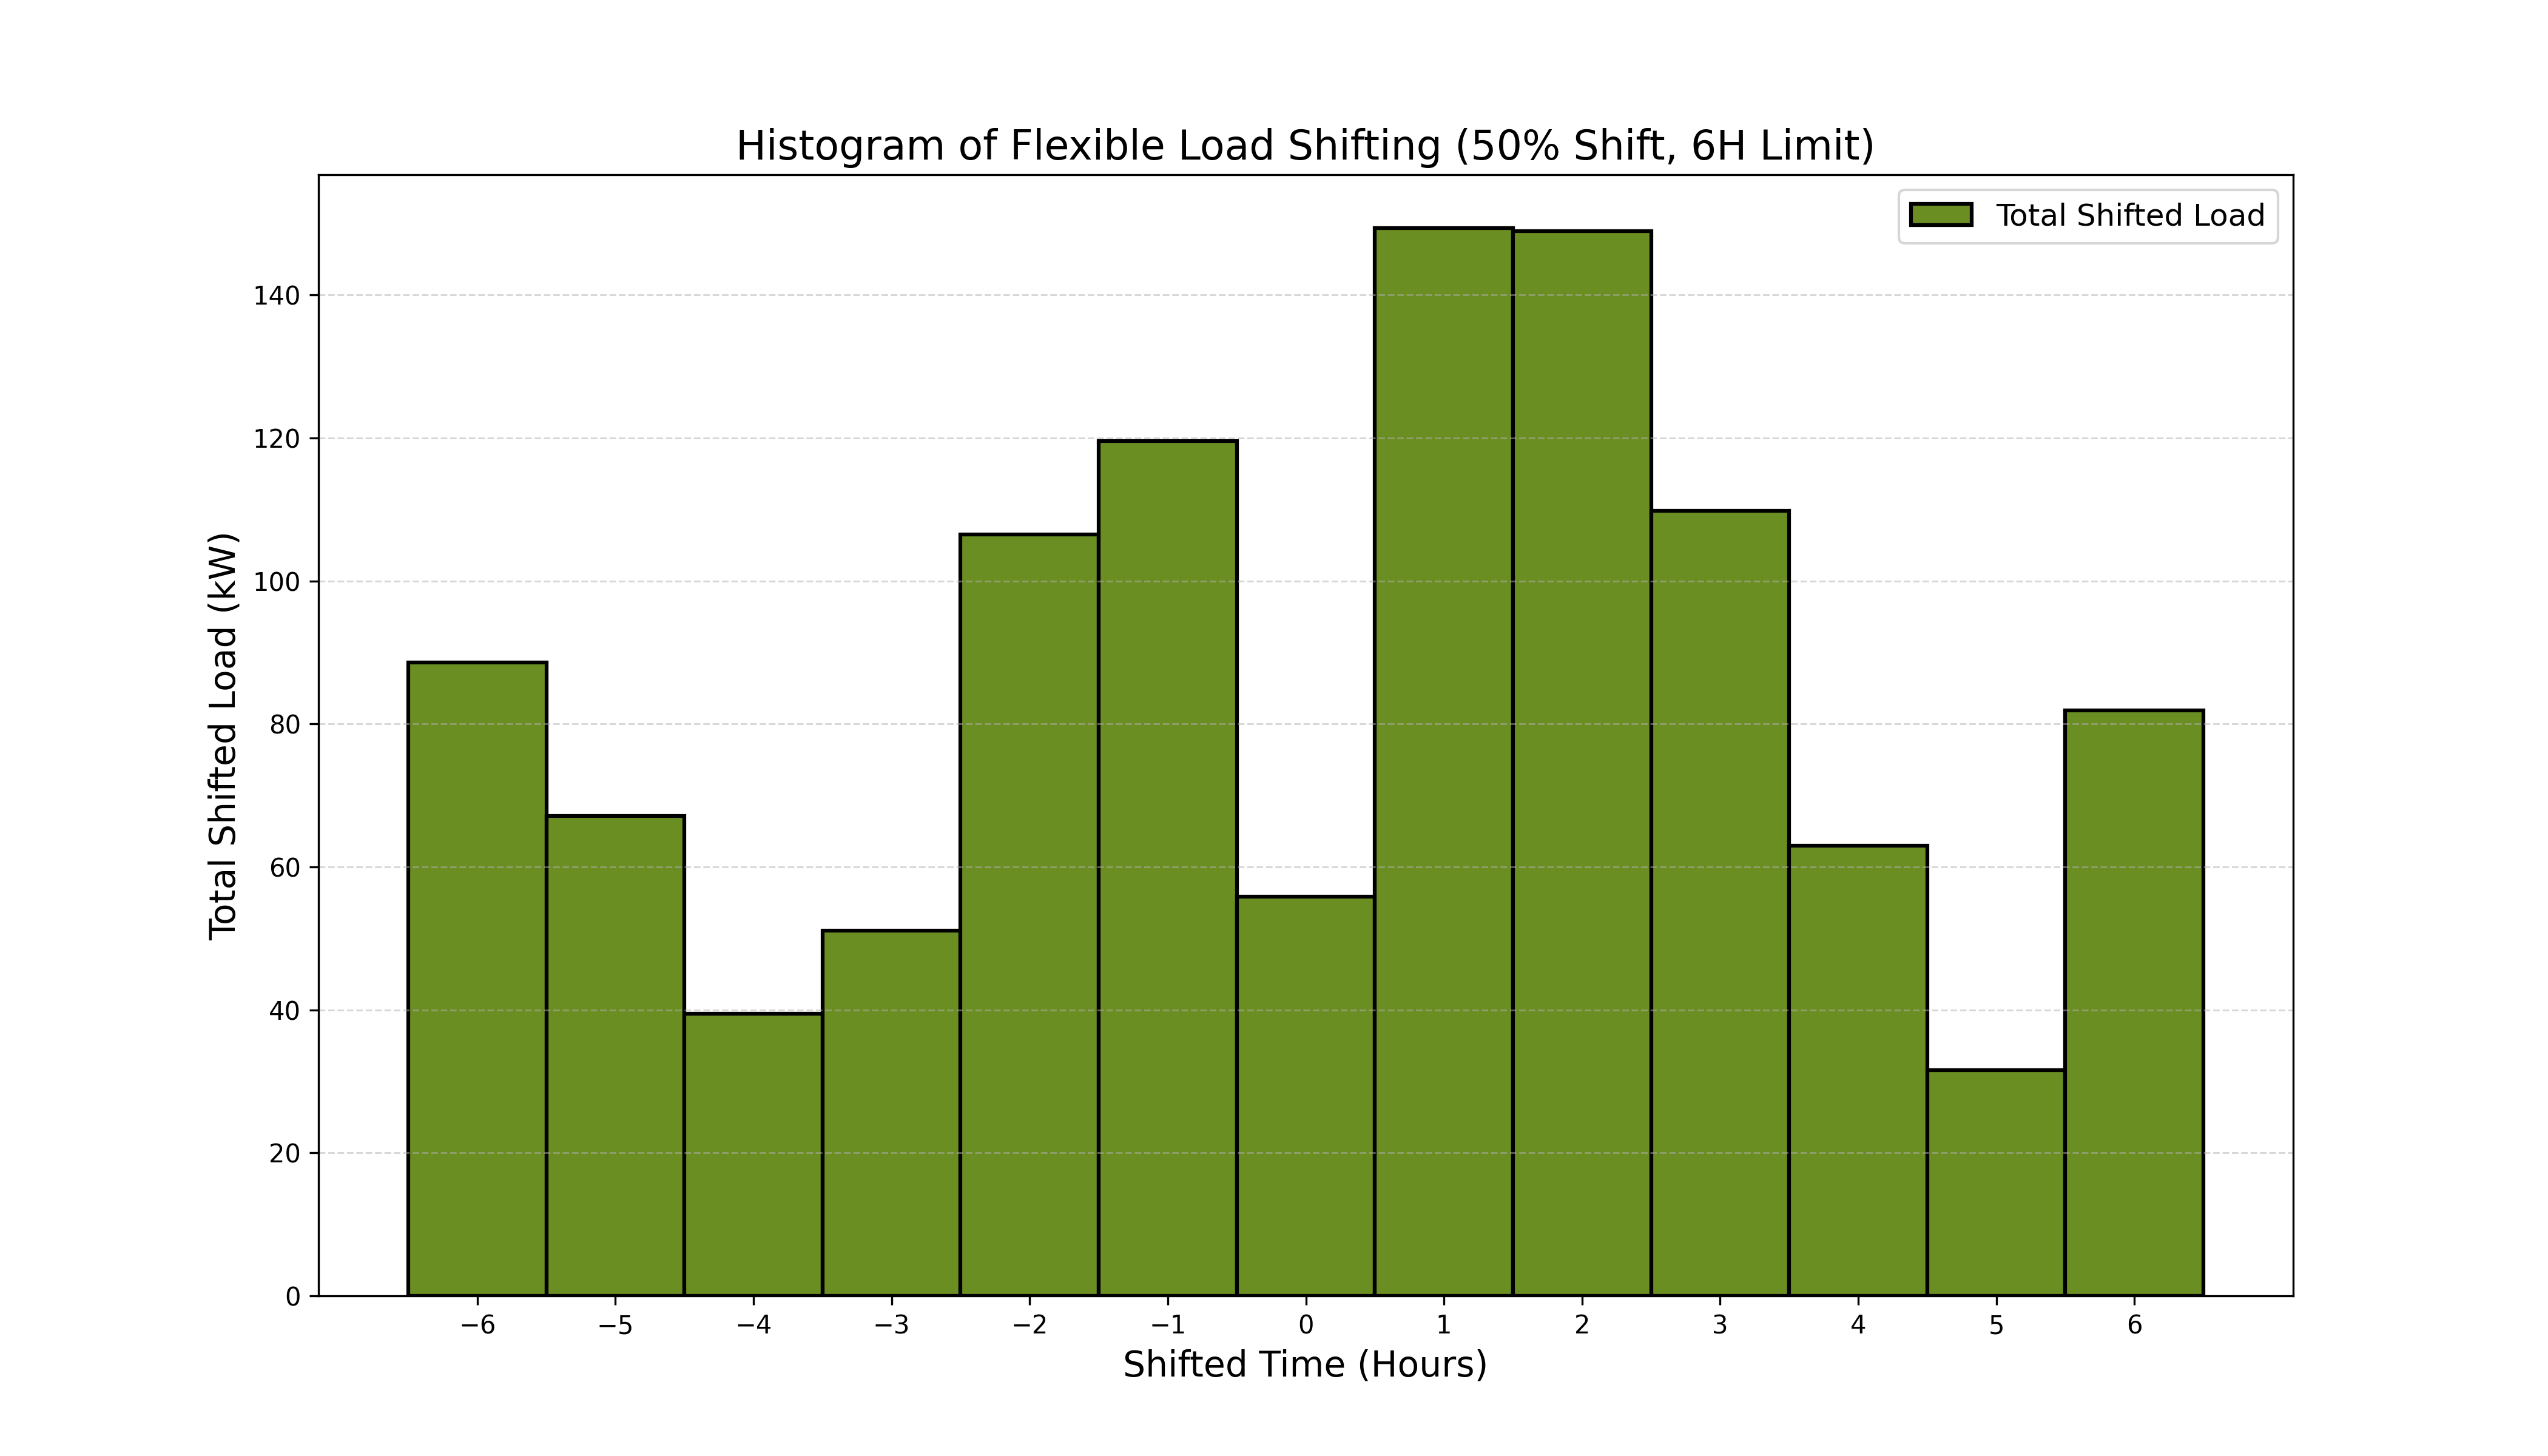 Histogram of Flexible Load Shifting (50% Shift, 6H Limit)
Total Shifted Load
140
120
100
80
60
40
20
0
Total Shifted Load (kW)
−6 −5 −4 −3 −2 −1 0 1 2 3 4 5 6
Shifted Time (Hours)